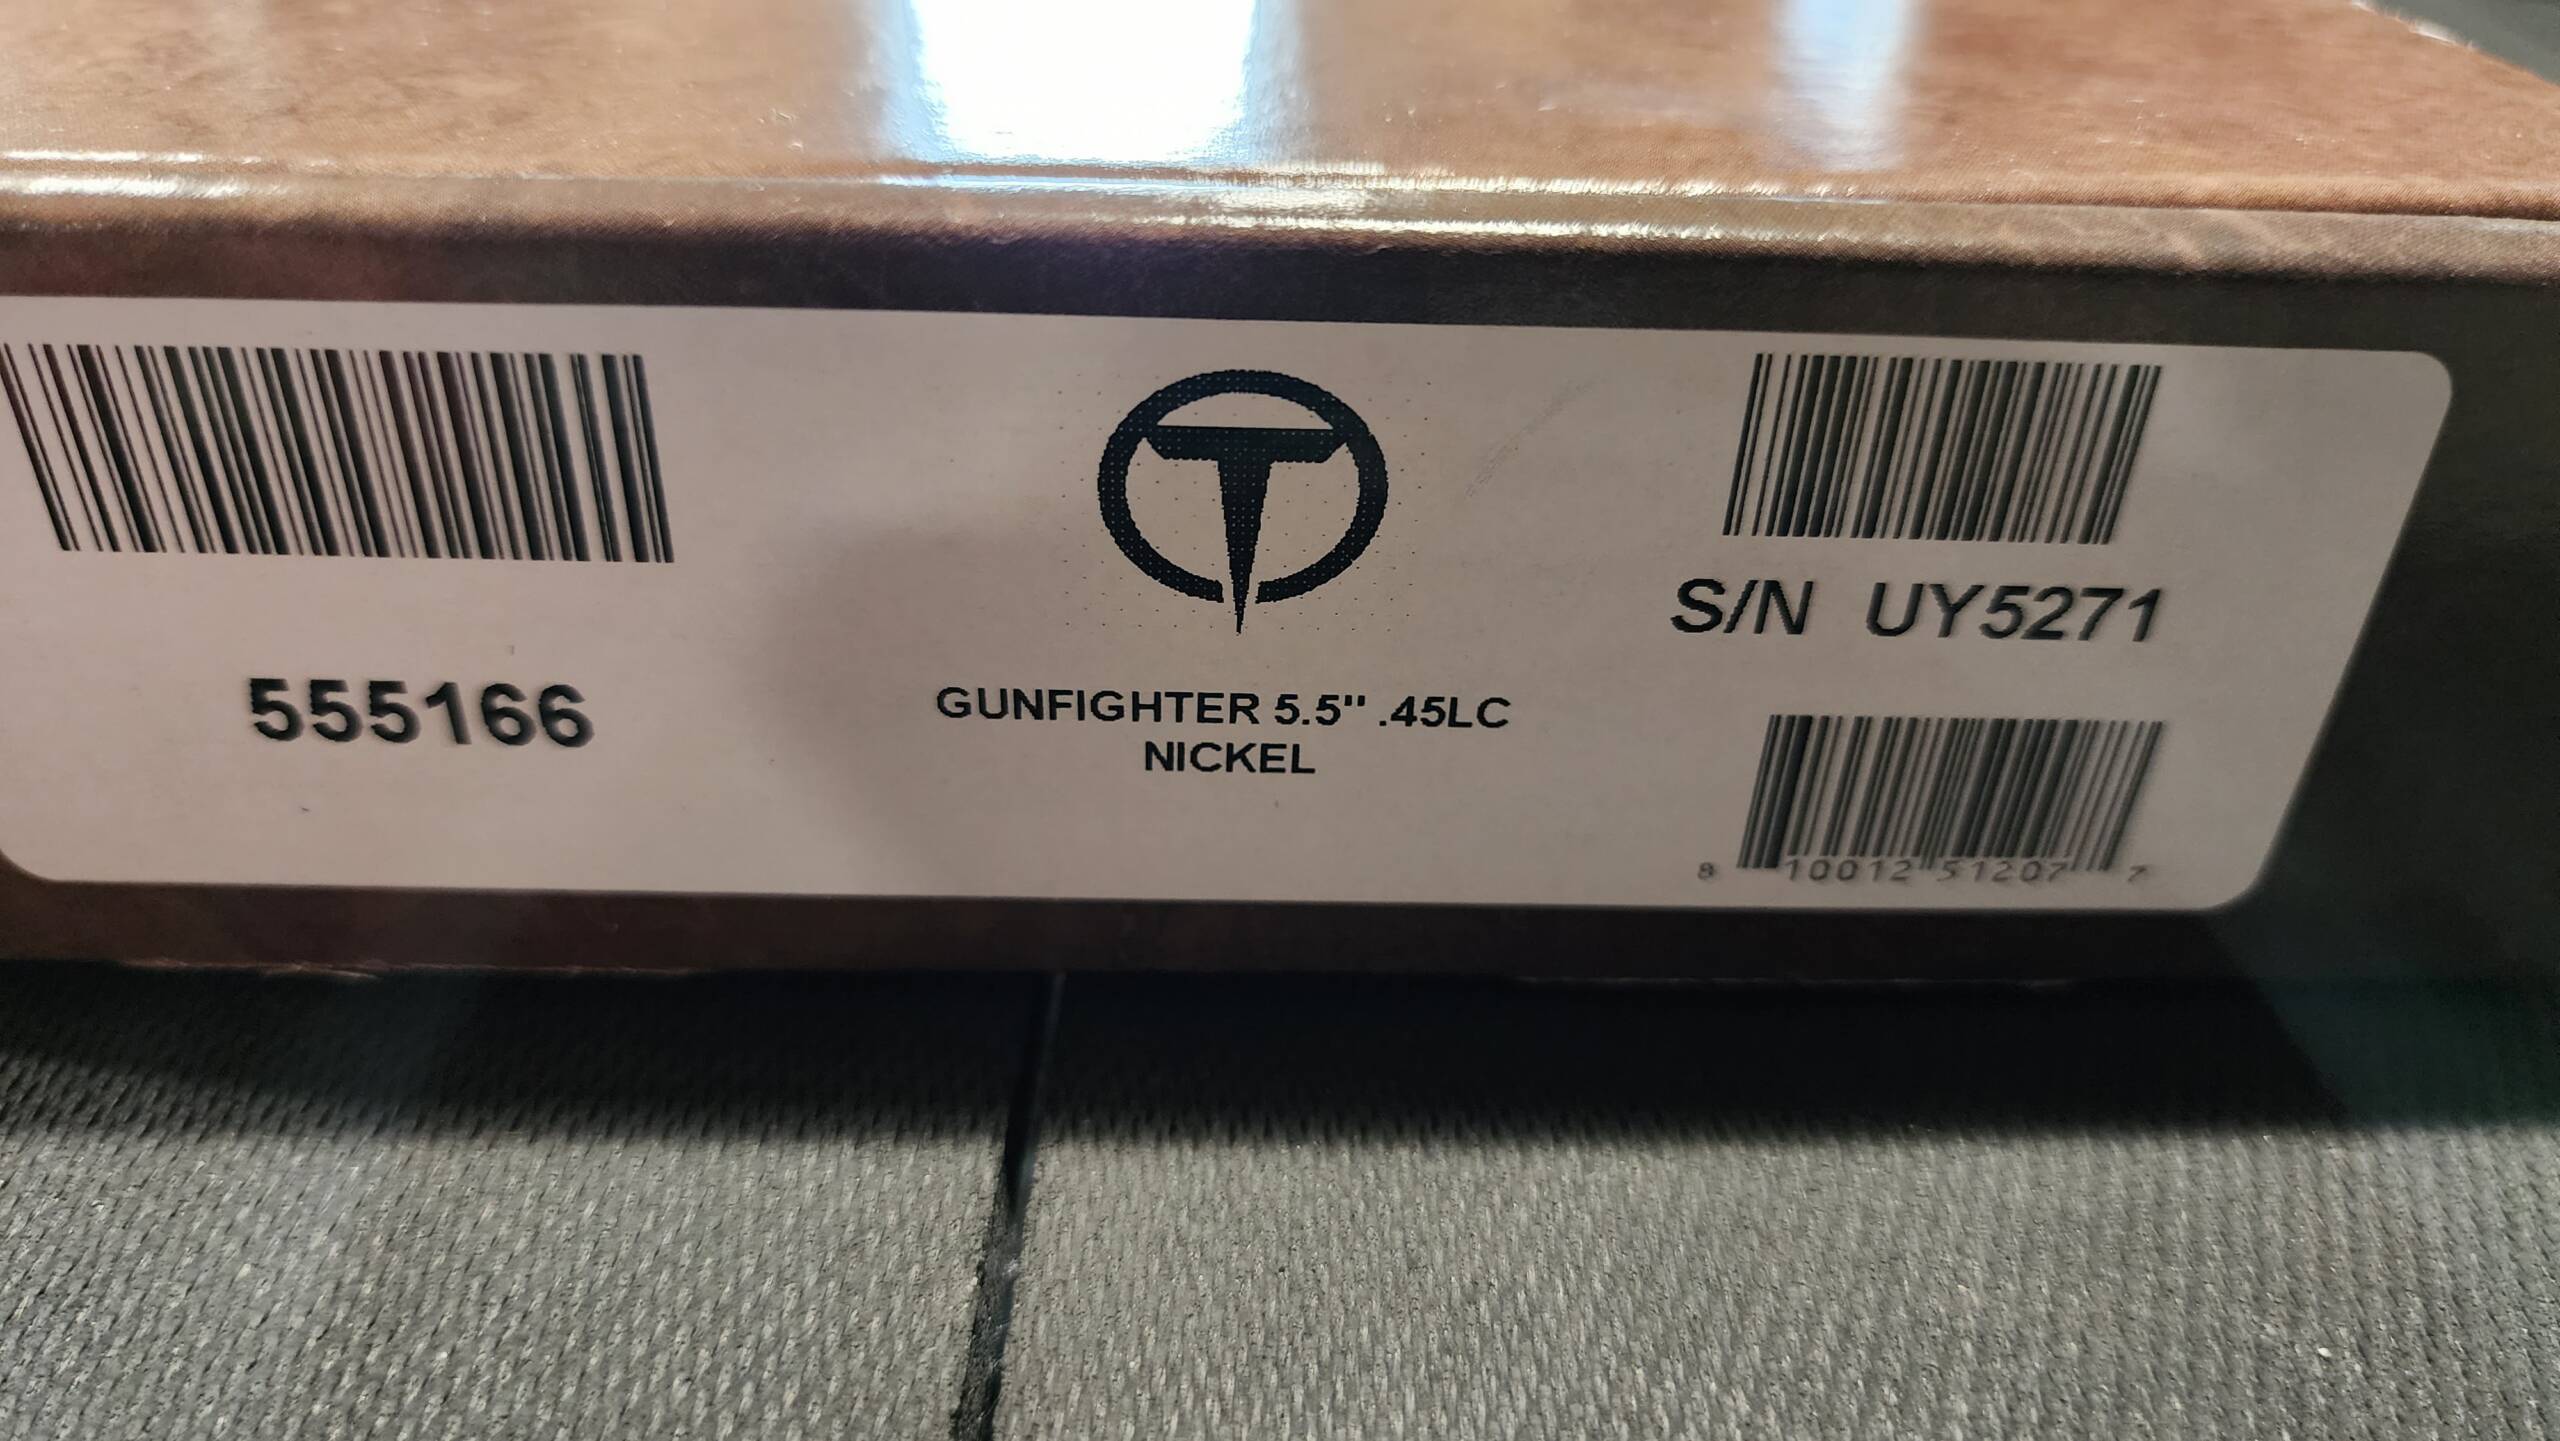 555166
GUNFIGHTER 5.5" .45LC
NICKEL
S/N UY5271
8 10012 51207 7